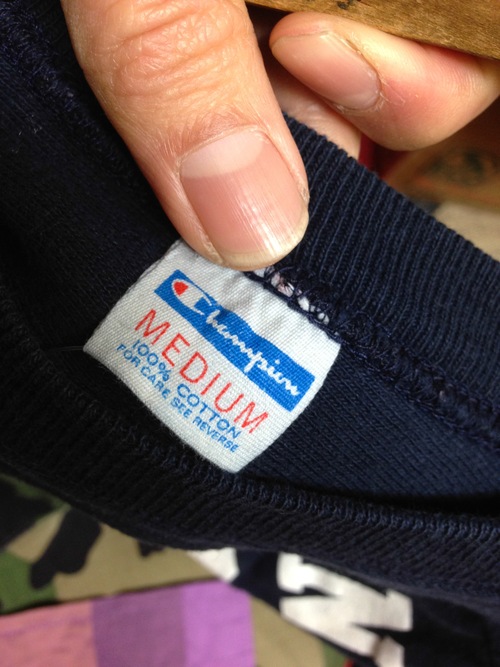 Champion
MEDIUM
100% COTTON
FOR CARE SEE REVERSE